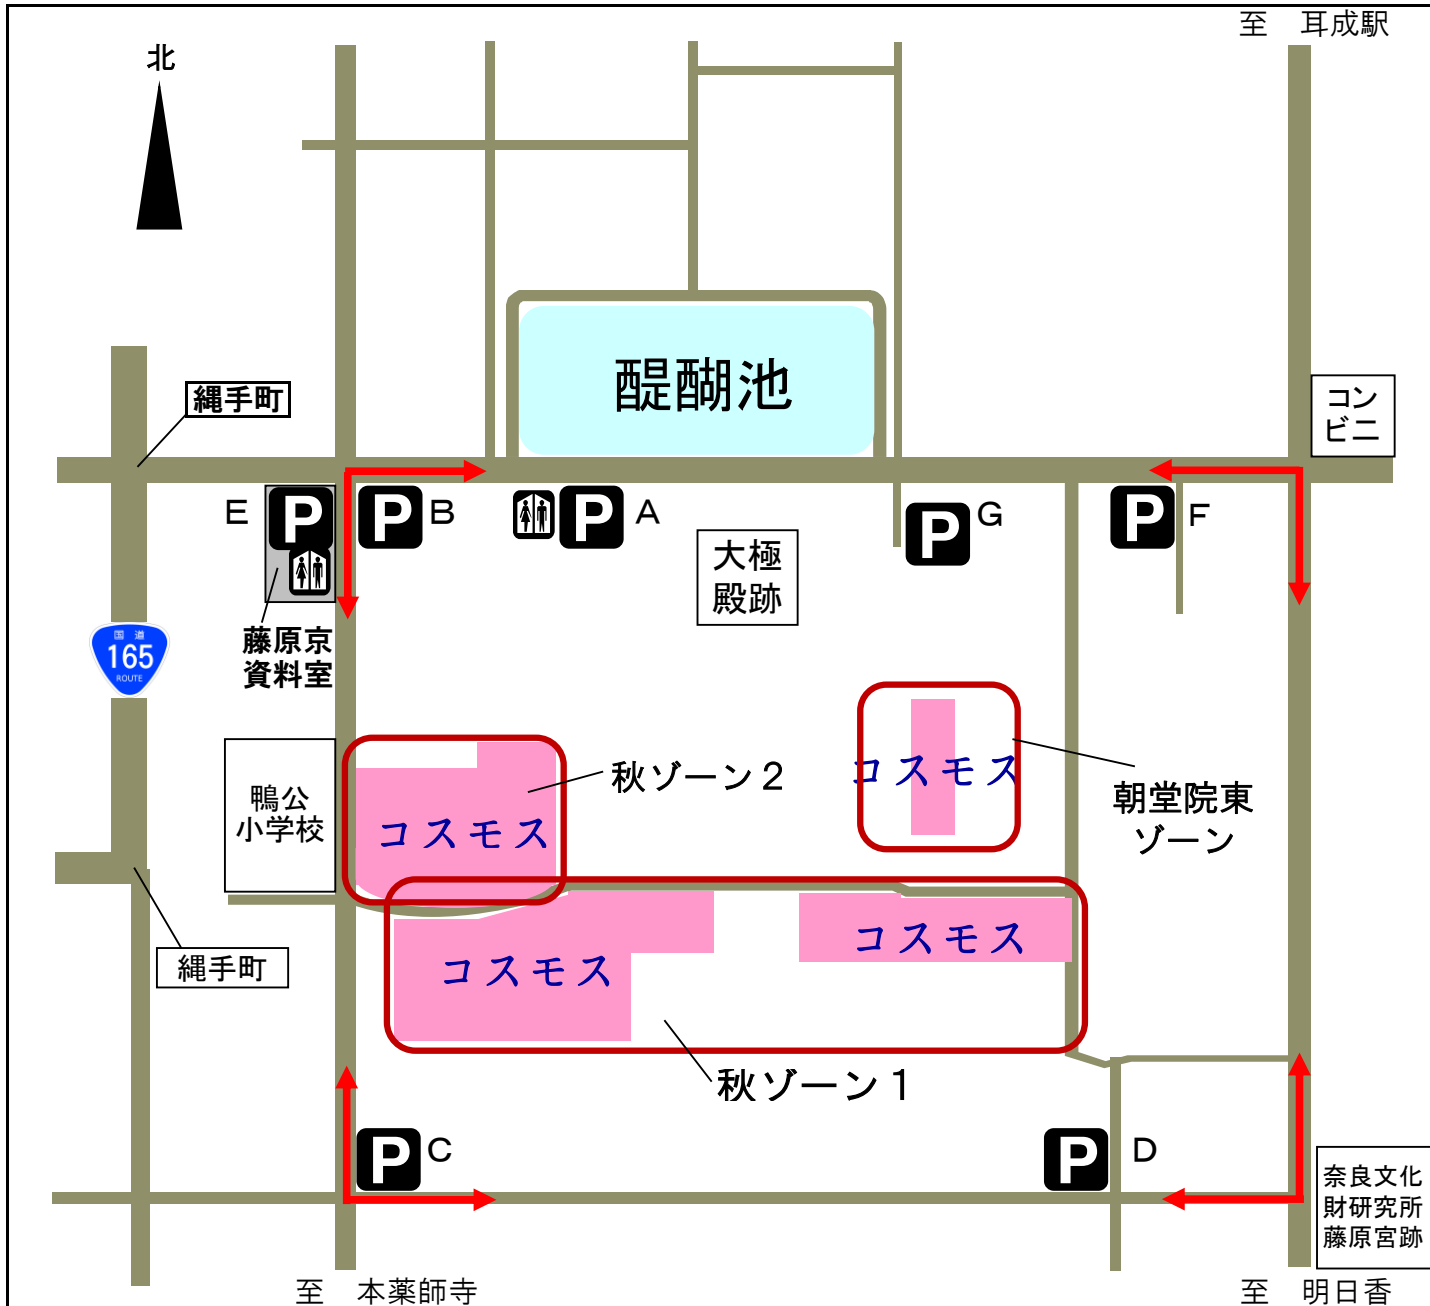 至 耳成駅
北
醍醐池
縄手町
コン
ビニ
E P
P B
P A
P G
P F
大極
殿跡
藤原京
資料室
国道
165
ROUTE
鴨公
小学校
秋ゾーン2
コスモス
コスモス
朝堂院東
ゾーン
コスモス
コスモス
縄手町
秋ゾーン1
P C
P D
奈良文化
財研究所
藤原宮跡
至 本薬師寺
至 明日香